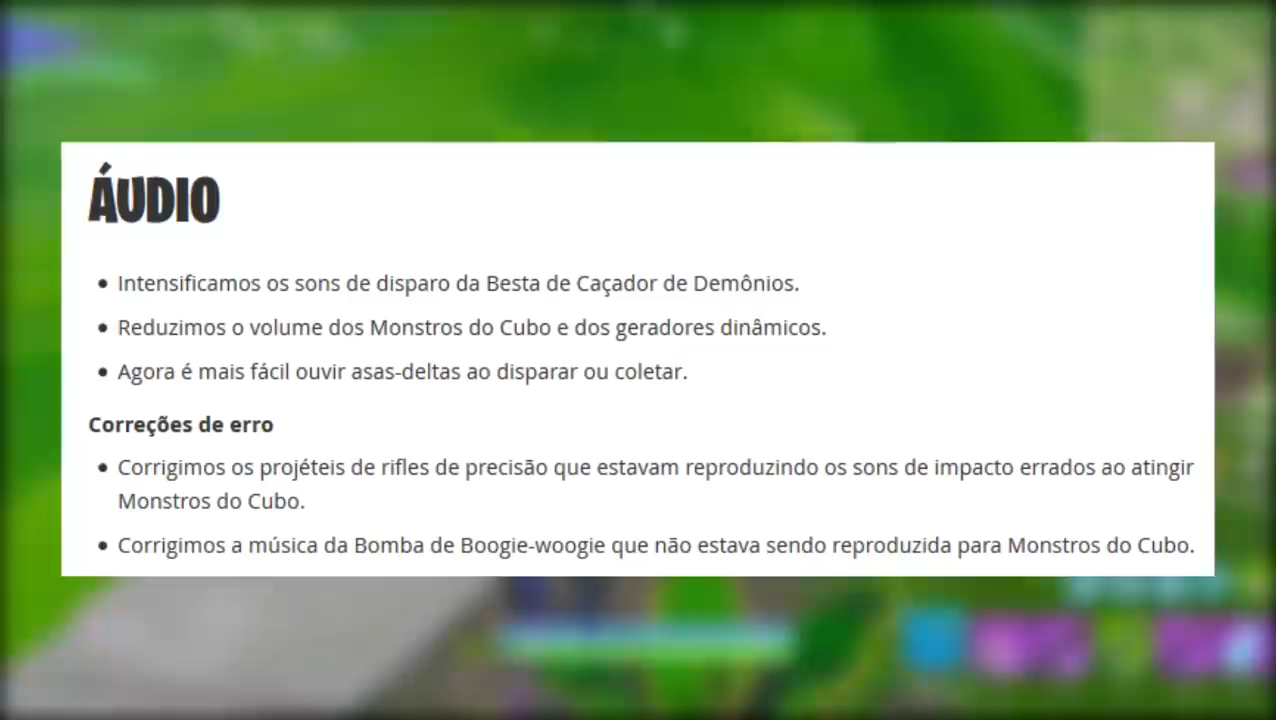 ÁUDIO
Intensificamos os sons de disparo da Besta de Caçador de Demônios.
Reduzimos o volume dos Monstros do Cubo e dos geradores dinâmicos.
Agora é mais fácil ouvir asas-deltas ao disparar ou coletar.
Correções de erro
Corrigimos os projéteis de rifles de precisão que estavam reproduzindo os sons de impacto errados ao atingir
Monstros do Cubo.
Corrigimos a música da Bomba de Boogie-woogie que não estava sendo reproduzida para Monstros do Cubo.